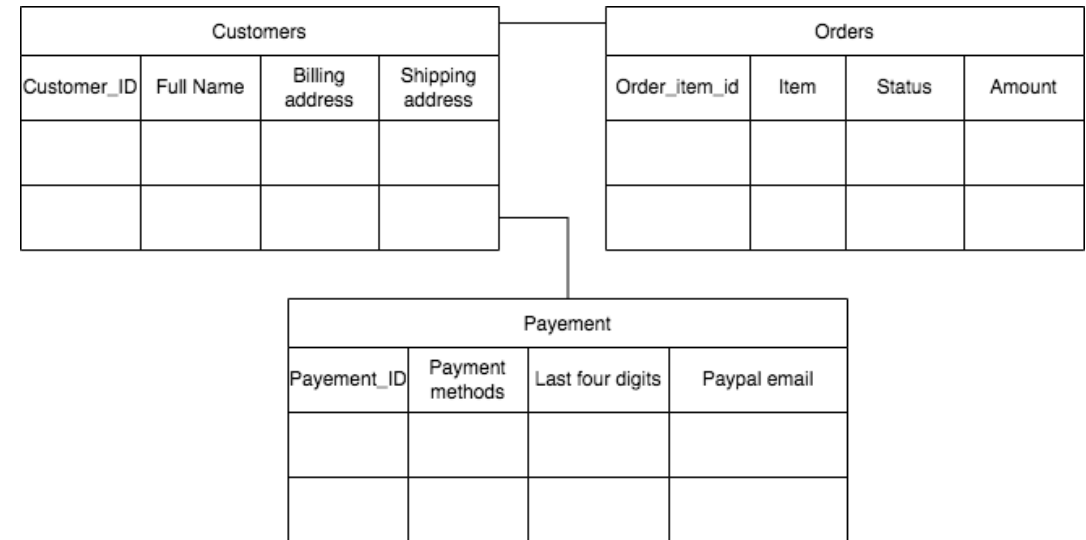 Customers
Customer_ID Full Name Billing address Shipping address
Orders
Order_item_id Item Status Amount
Payement
Payement_ID Payment methods Last four digits Paypal email